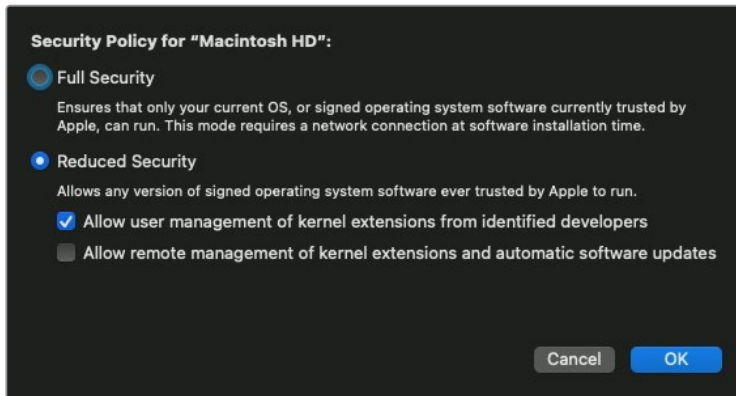 Security Policy for “Macintosh HD”:
Full Security
Ensures that only your current OS, or signed operating system software currently trusted by
Apple, can run. This mode requires a network connection at software installation time.
Reduced Security
Allows any version of signed operating system software ever trusted by Apple to run.
Allow user management of kernel extensions from identified developers
Allow remote management of kernel extensions and automatic software updates
Cancel OK